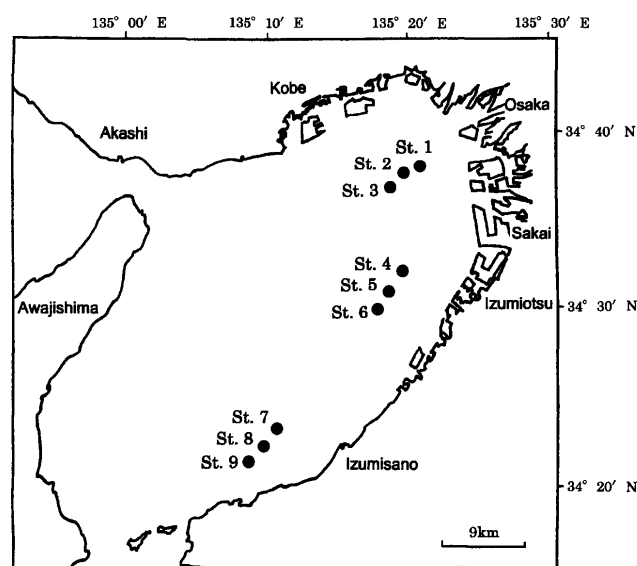 135° 00′ E 135° 10′ E 135° 20′ E 135° 30′ E
Kobe
Osaka
Akashi
34° 40′ N
St. 1
St. 2
St. 3
Sakai
St. 4
St. 5
St. 6
Awajishima
Izumiotsu
34° 30′ N
St. 7
St. 8
St. 9
Izumisano
34° 20′ N
9km